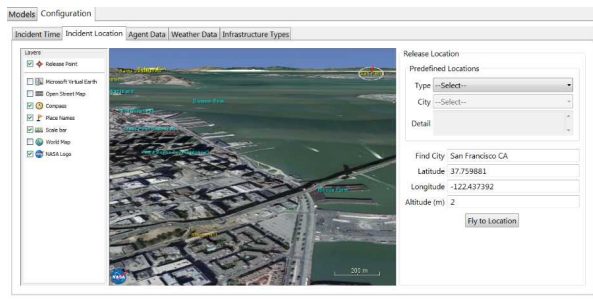 Models Configuration
Incident Time Incident Location Agent Data Weather Data Infrastructure Types
Layers
Release Point
Microsoft Virtual Earth
Open Street Map
Compass
Place Names
Scale bar
World Map
NASA Logo
NASA
200 m
Release Location
Predefined Locations
Type --Select--
City --Select--
Detail
Find City San Francisco CA
Latitude 37.759881
Longitude -122.437392
Altitude (m) 2
Fly to Location